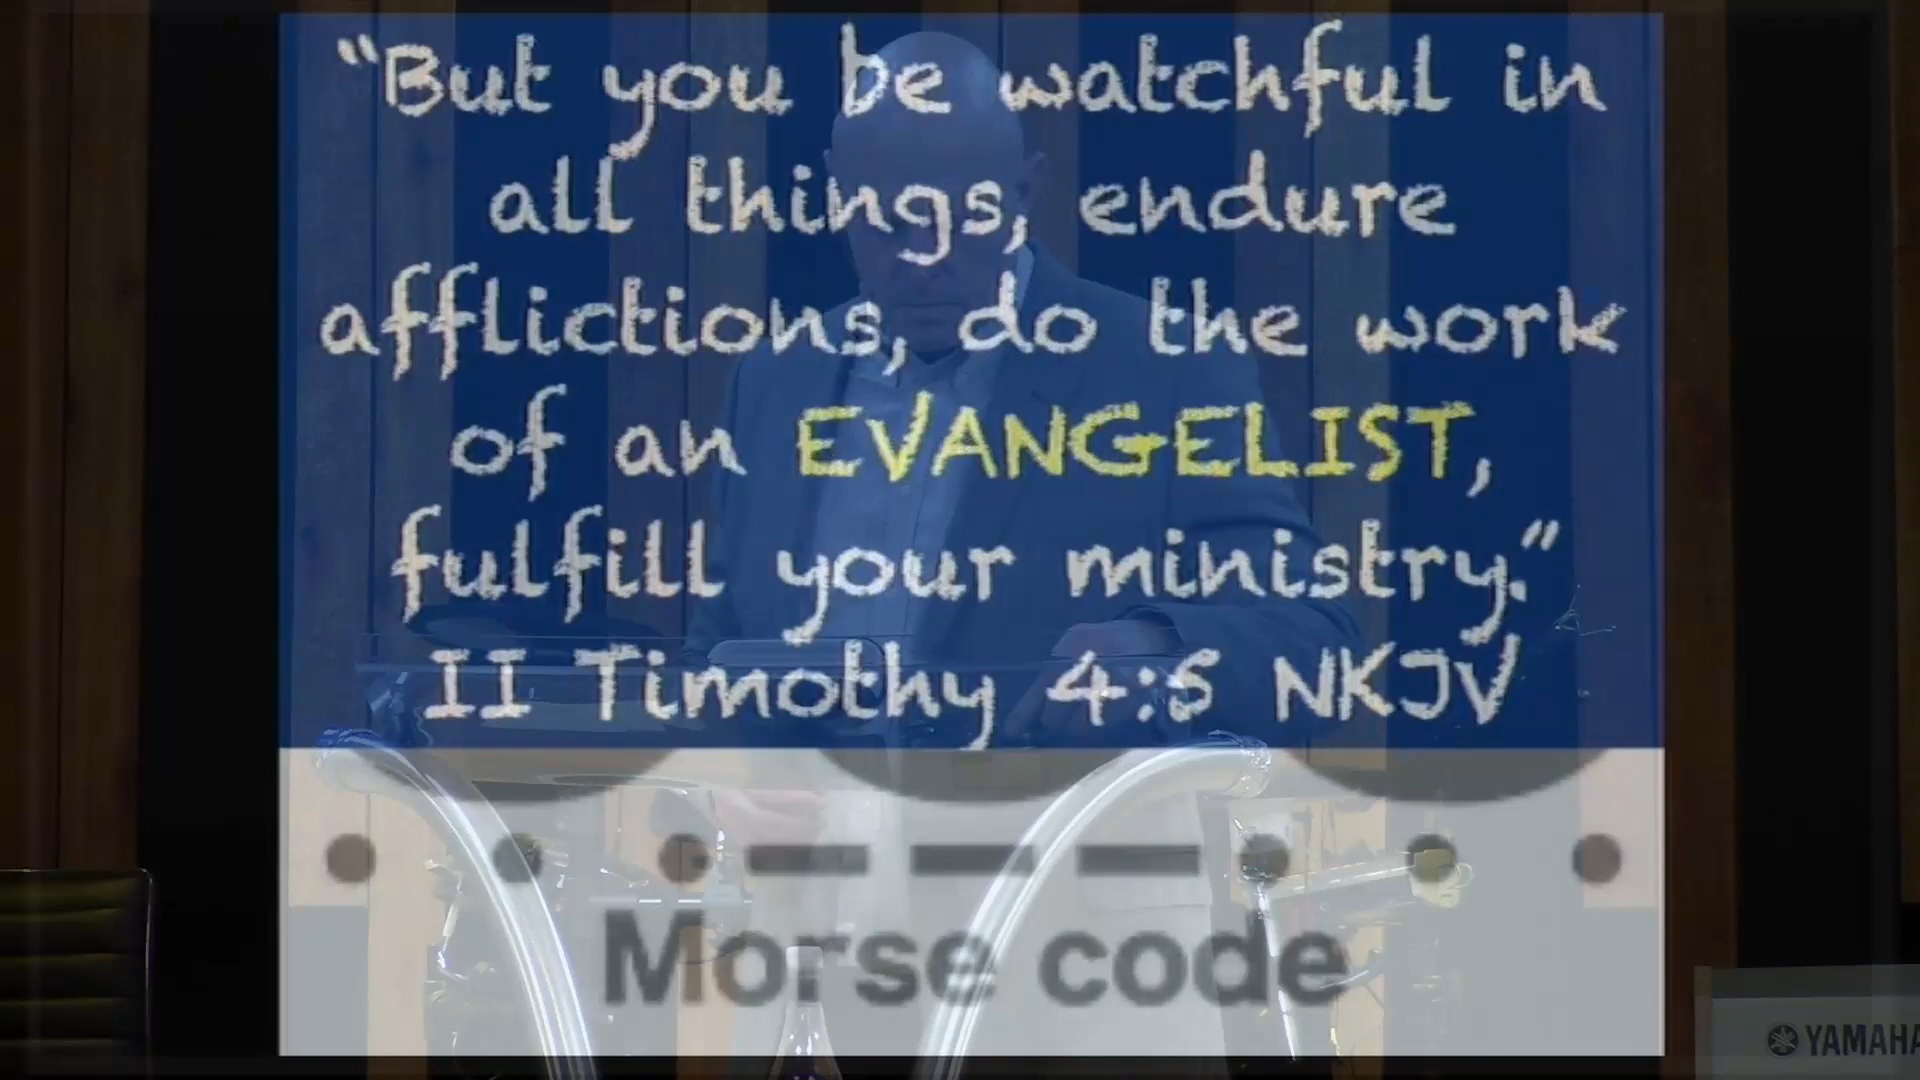 “But you be watchful in
all things, endure
afflictions, do the work
of an EVANGELIST,
fulfill your ministry.”
II Timothy 4:5 NKJV
Morse code
YAMAHA